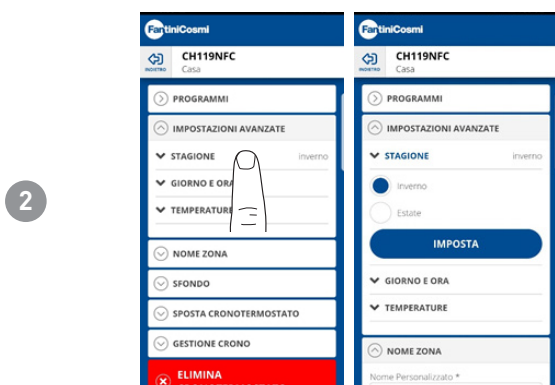 2
FantiniCosmi
INDIETRO
CH119NFC
Casa
PROGRAMMI
IMPOSTAZIONI AVANZATE
STAGIONE inverno
GIORNO E ORA
TEMPERATURE
NOME ZONA
SFONDO
SPOSTA CRONOTERMOSTATO
GESTIONE CRONO
ELIMINA
FantiniCosmi
INDIETRO
CH119NFC
Casa
PROGRAMMI
IMPOSTAZIONI AVANZATE
STAGIONE inverno
Inverno
Estate
IMPOSTA
GIORNO E ORA
TEMPERATURE
NOME ZONA
Nome Personalizzato *